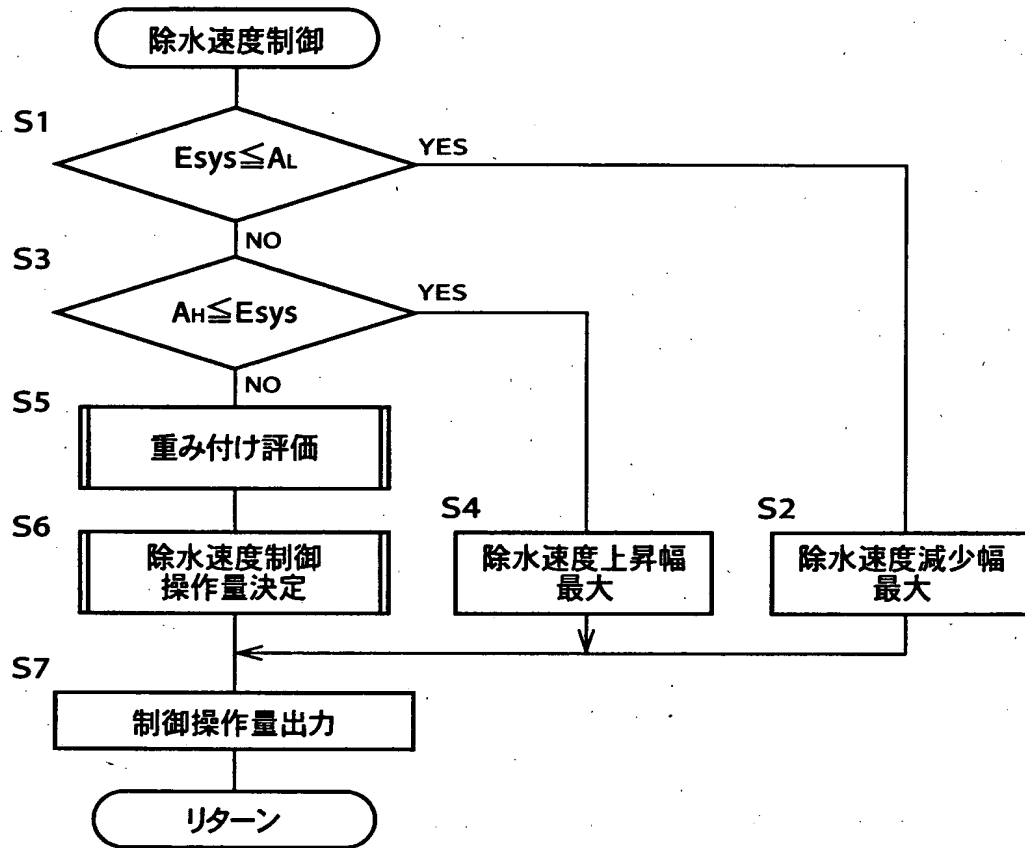 除水速度制御
S1
Esys≦AL
YES
NO
S3
AH≦Esys
YES
NO
S5
重み付け評価
S6
除水速度制御
操作量決定
S4
除水速度上昇幅
最大
S2
除水速度減少幅
最大
S7
制御操作量出力
リターン